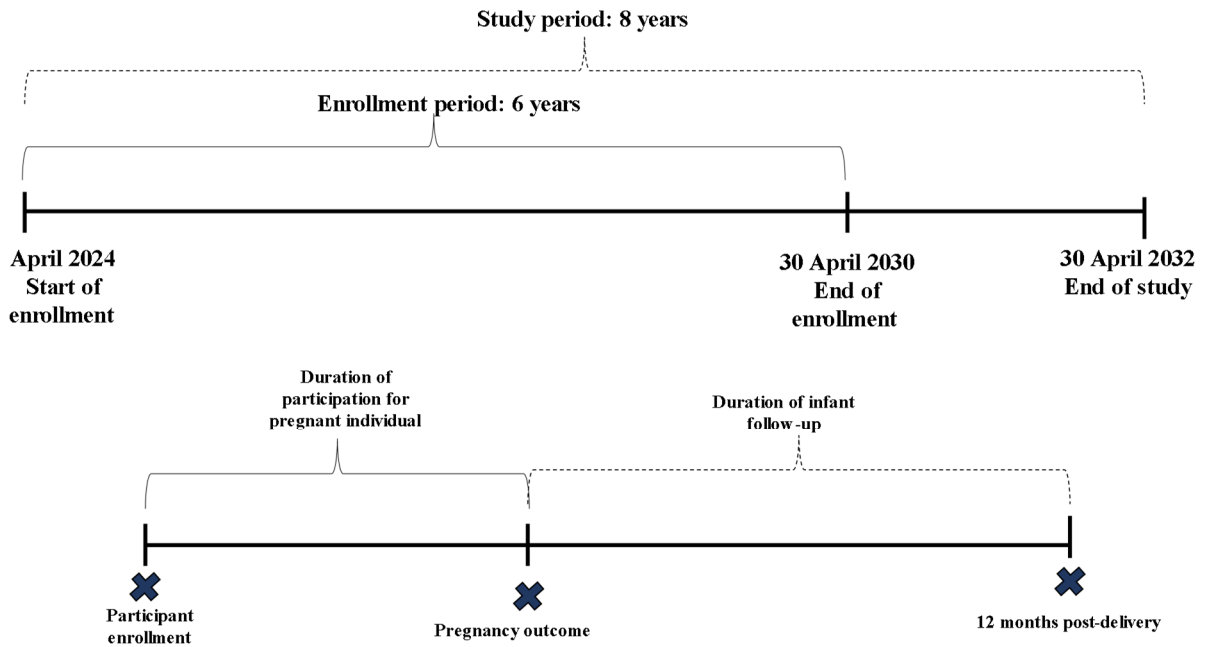 Study period: 8 years
Enrollment period: 6 years
April 2024
Start of
enrollment
30 April 2030
End of
enrollment
30 April 2032
End of study
Duration of
participation for
pregnant individual
Duration of infant
follow-up
Participant
enrollment
Pregnancy outcome
12 months post-delivery